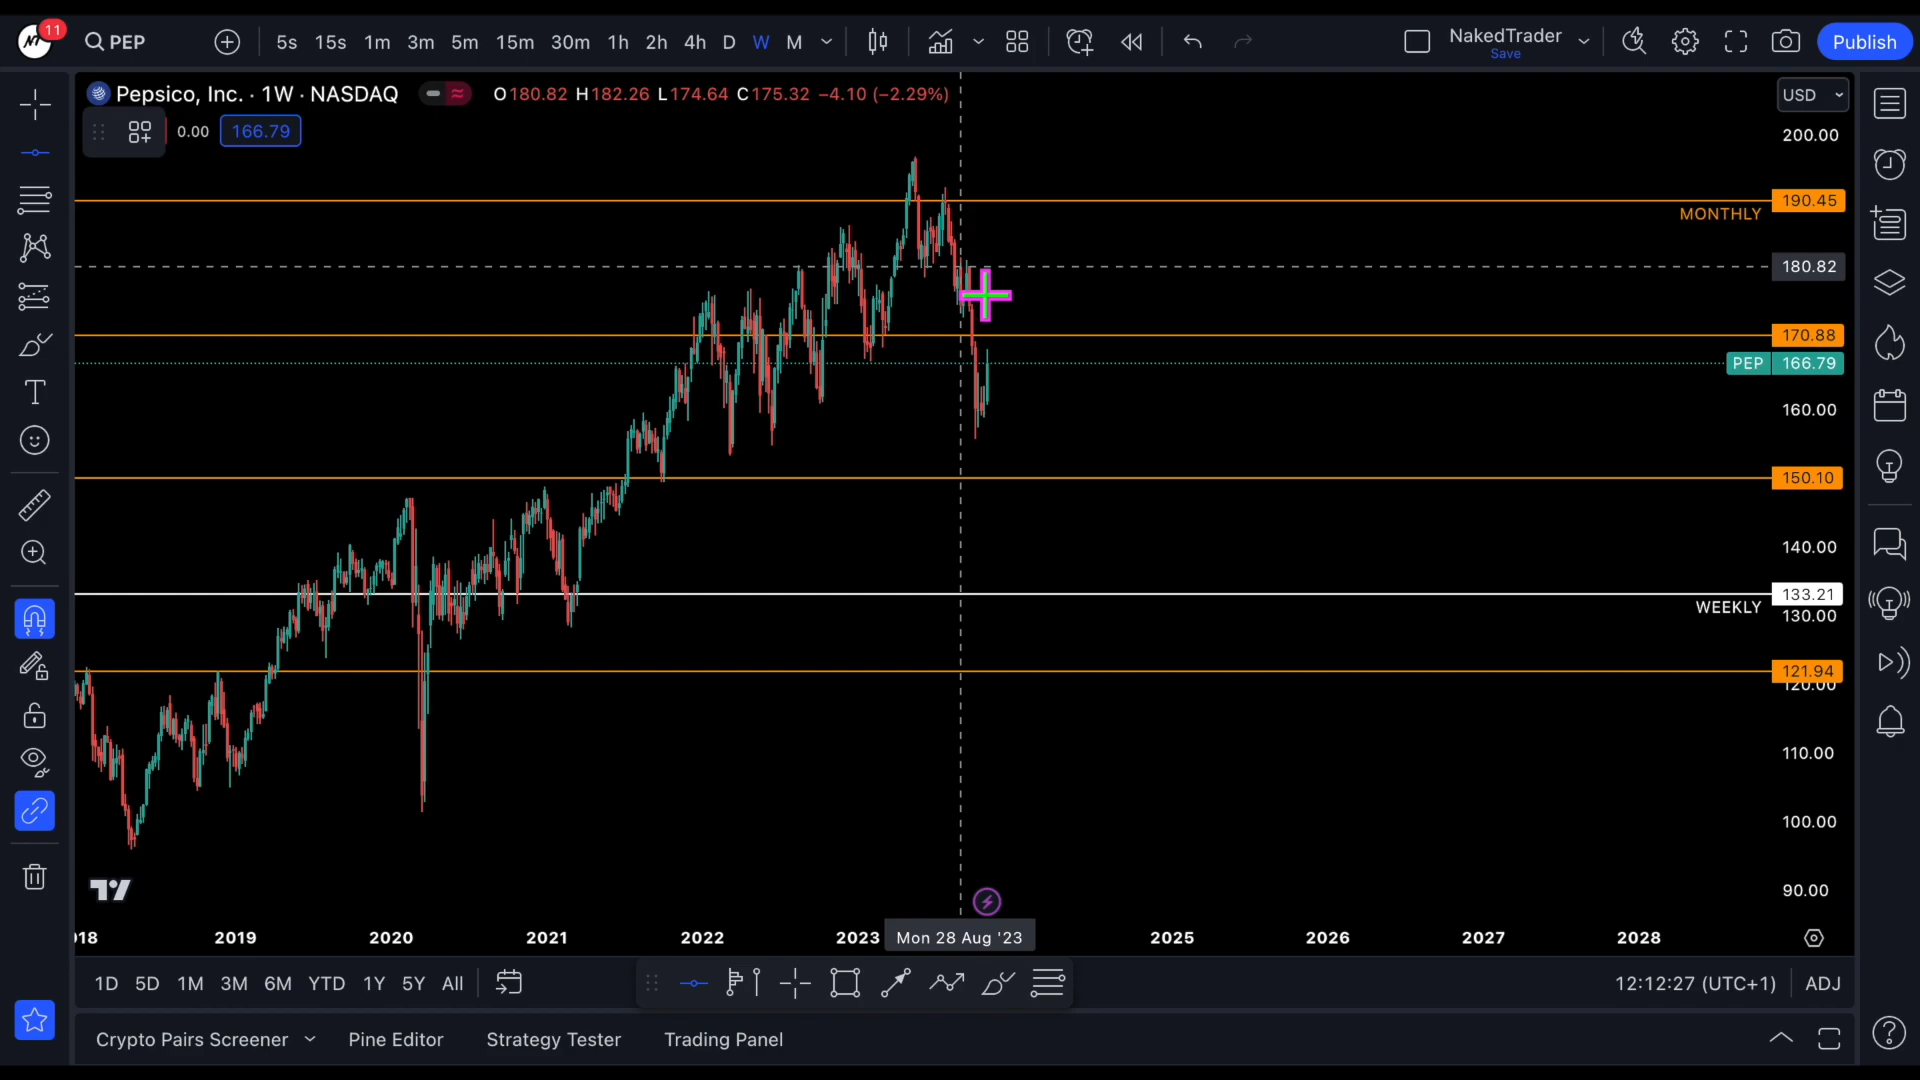 11
PEP
5s 15s 1m 3m 5m 15m 30m 1h 2h 4h D W M
NakedTrader
Save
Publish
Pepsico, Inc. · 1W · NASDAQ
O180.82 H182.26 L174.64 C175.32 −4.10 (−2.29%)
USD
0.00 166.79
200.00
190.45
MONTHLY
180.82
170.88
PEP 166.79
160.00
150.10
140.00
133.21
WEEKLY
130.00
121.94
120.00
110.00
100.00
90.00
018 2019 2020 2021 2022 2023 Mon 28 Aug '23 2025 2026 2027 2028
1D 5D 1M 3M 6M YTD 1Y 5Y All
12:12:27 (UTC+1) ADJ
Crypto Pairs Screener Pine Editor Strategy Tester Trading Panel